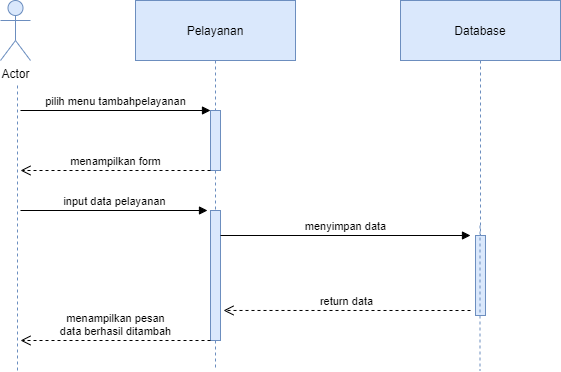 Pelayanan
Database
Actor
pilih menu tambahpelayanan
menampilkan form
input data pelayanan
menyimpan data
return data
menampilkan pesan
data berhasil ditambah